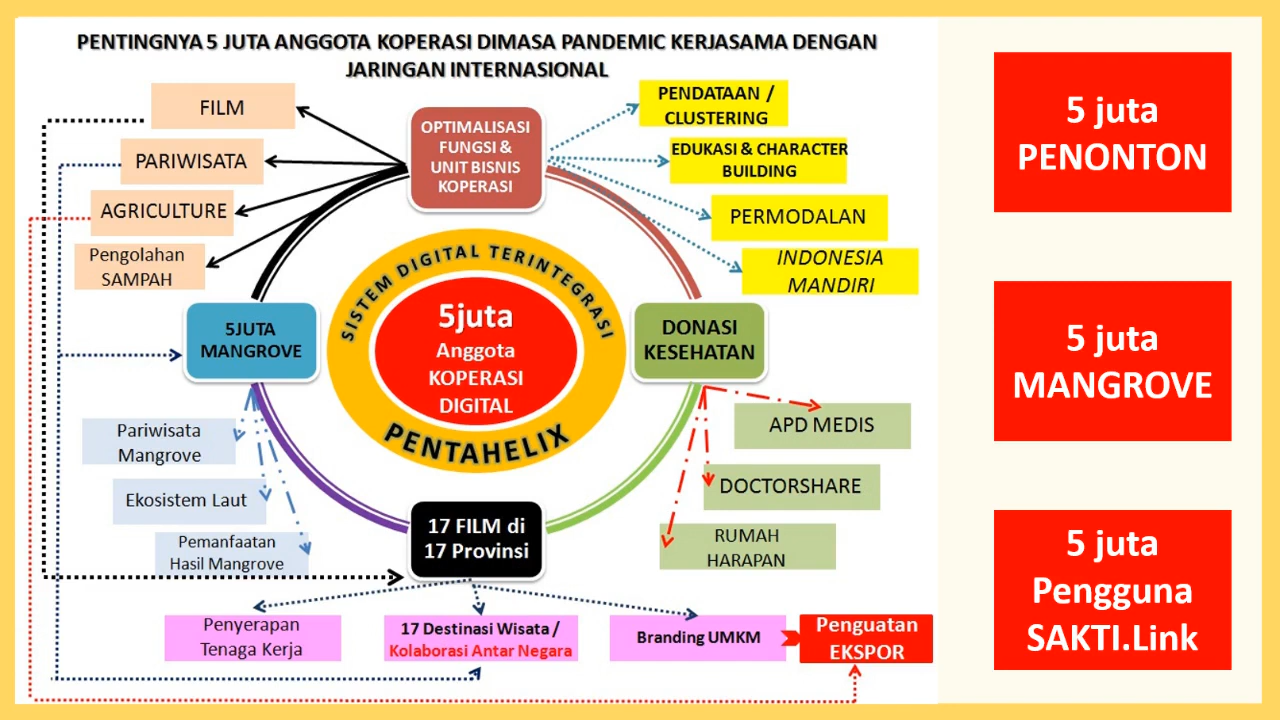 PENTINGNYA 5 JUTA ANGGOTA KOPERASI DIMASA PANDEMIC KERJASAMA DENGAN
JARINGAN INTERNASIONAL
FILM
PARIWISATA
AGRICULTURE
Pengolahan
SAMPAH
OPTIMALISASI
FUNGSI &
UNIT BISNIS
KOPERASI
PENDATAAN /
CLUSTERING
EDUKASI & CHARACTER
BUILDING
PERMODALAN
INDONESIA
MANDIRI
5JUTA
MANGROVE
SISTEM DIGITAL TERINTEGRASI
5juta
Anggota
KOPERASI
DIGITAL
PENTAHELIX
DONASI
KESEHATAN
Pariwisata
Mangrove
Ekosistem Laut
Pemanfaatan
Hasil Mangrove
17 FILM di
17 Provinsi
APD MEDIS
DOCTORSHARE
RUMAH
HARAPAN
Penyerapan
Tenaga Kerja
17 Destinasi Wisata /
Kolaborasi Antar Negara
Branding UMKM
Penguatan
EKSPOR
5 juta
PENONTON
5 juta
MANGROVE
5 juta
Pengguna
SAKTI.Link